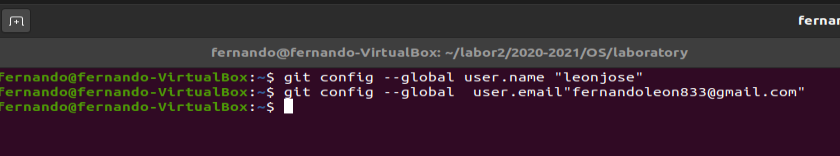 fernan
fernando@fernando-VirtualBox: ~/labor2/2020-2021/OS/laboratory
fernando@fernando-VirtualBox:~$ git config --global user.name "leonjose"
fernando@fernando-VirtualBox:~$ git config --global  user.email"fernandoleon833@gmail.com"
fernando@fernando-VirtualBox:~$